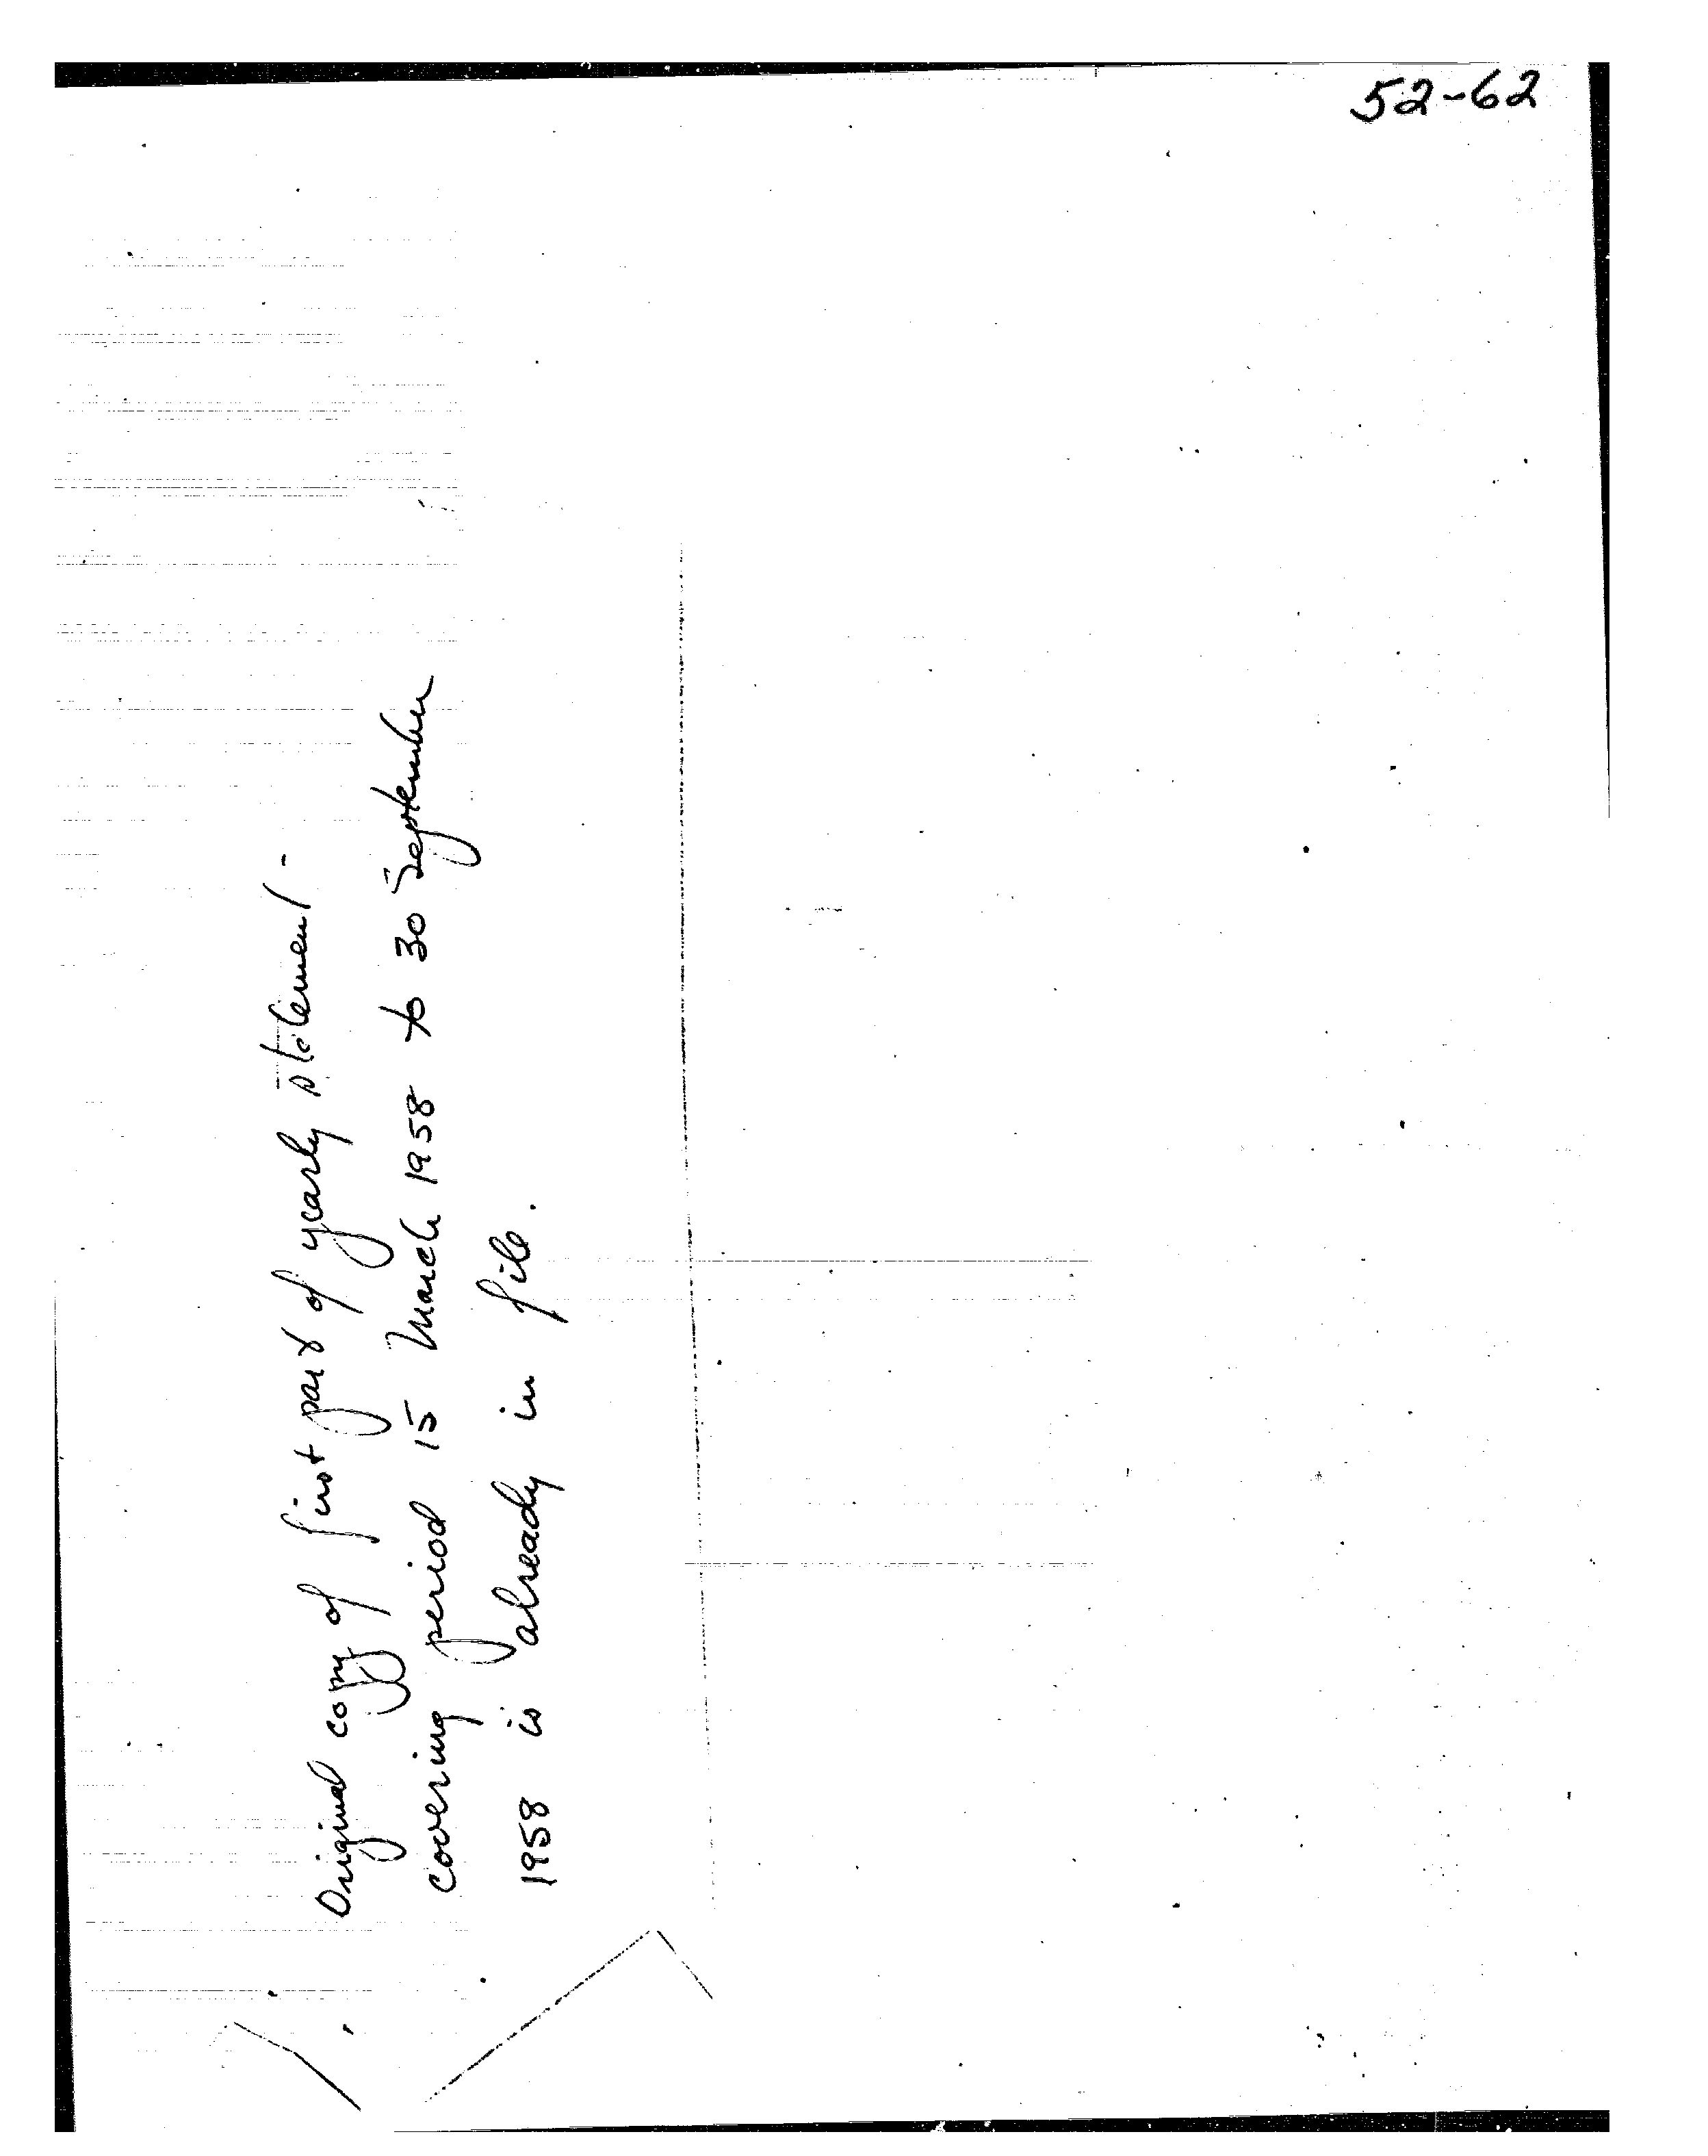 52-62
Original copy of first part of yearly statement -
covering period 15 March 1958 to 30 September
1958 is already in file.